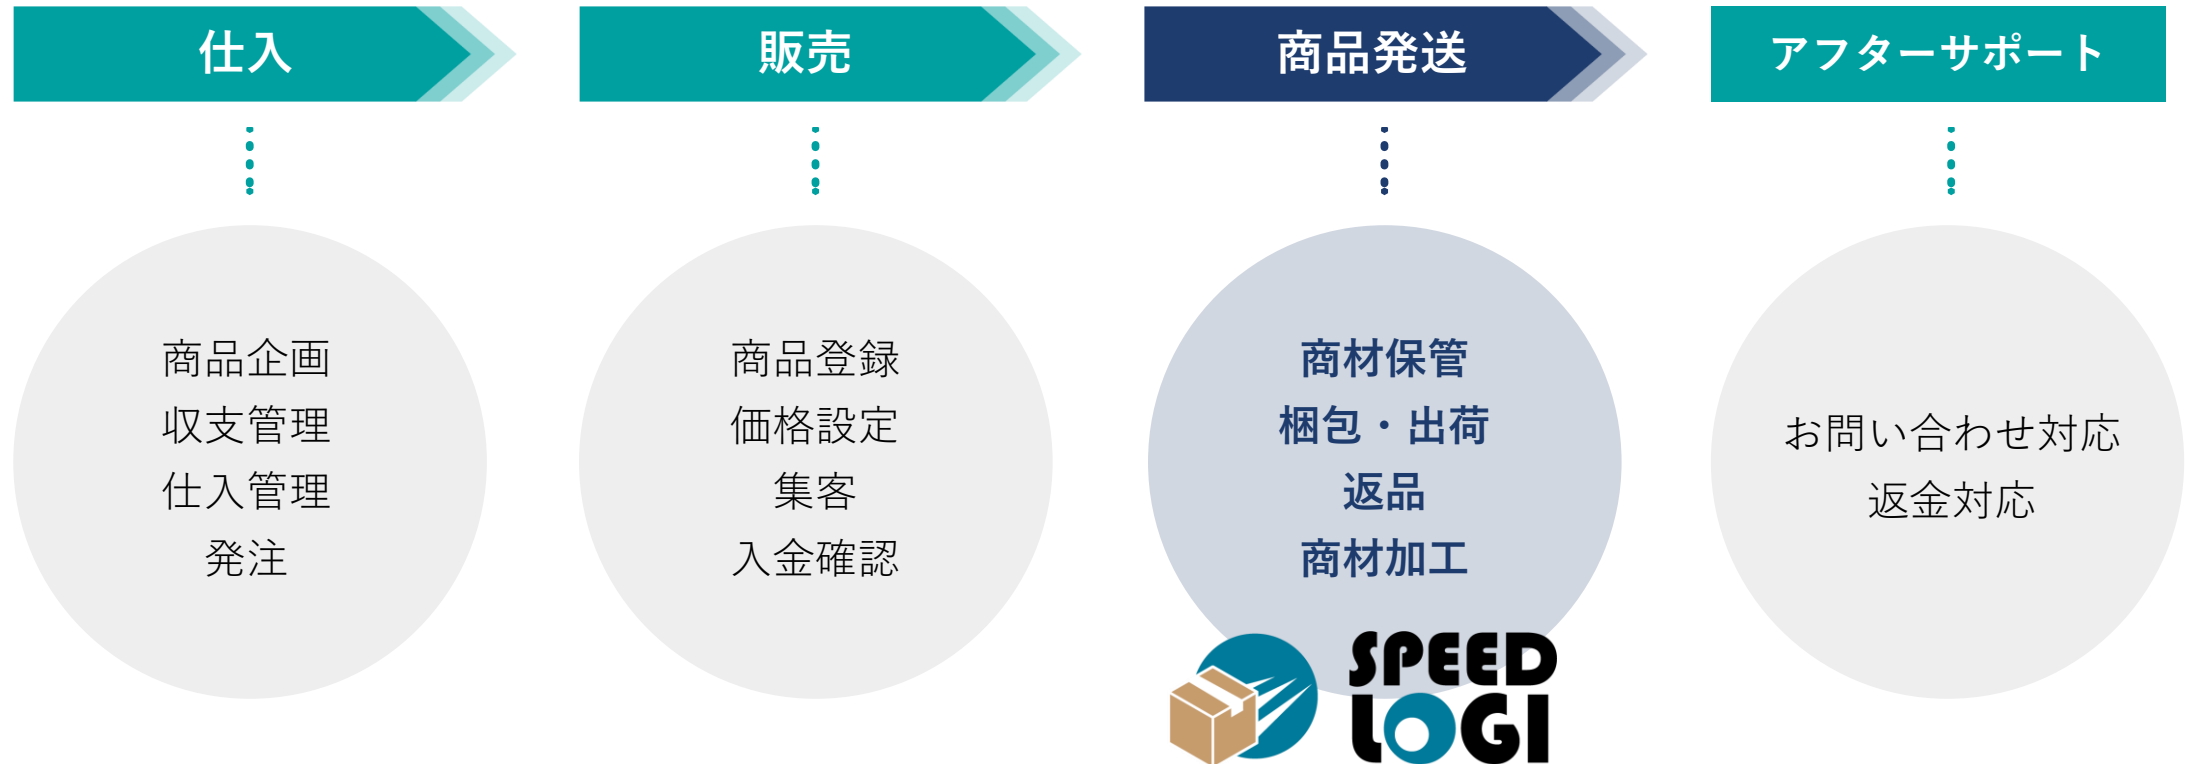 仕入
商品企画
収支管理
仕入管理
発注
販売
商品登録
価格設定
集客
入金確認
商品発送
商材保管
梱包・出荷
返品
商材加工
SPEED
LOGI
アフターサポート
お問い合わせ対応
返金対応